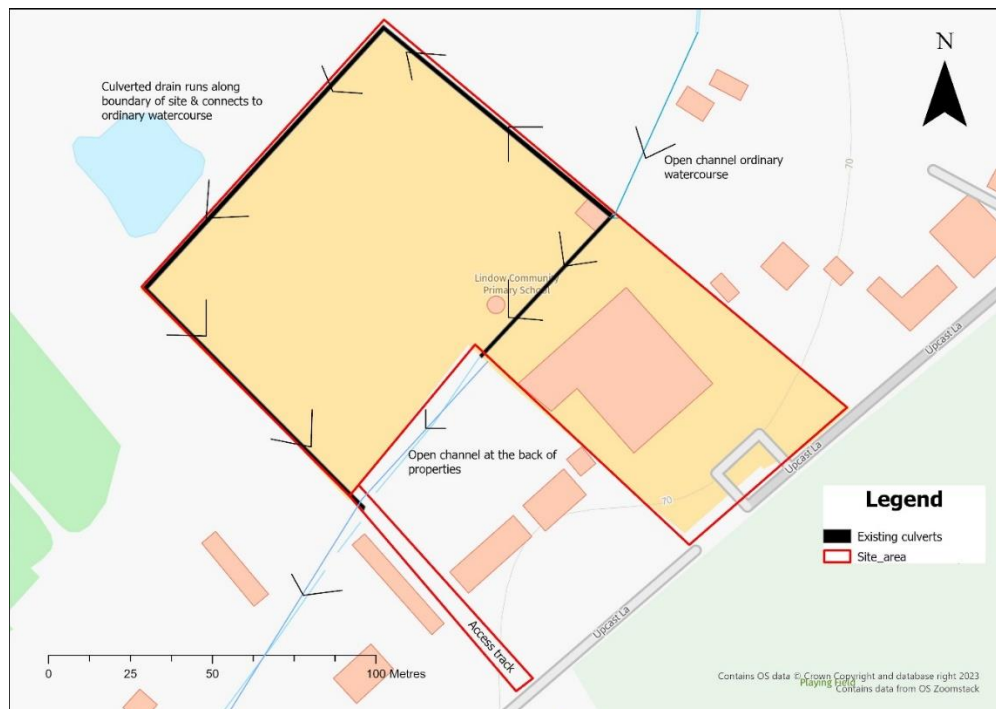 N
Culverted drain runs along
boundary of site & connects to
ordinary watercourse
Open channel ordinary
watercourse
70
Lindow Community
Primary School
Upcast La
Open channel at the back of
properties
Upcast La
70
Legend
Existing culverts
Site_area
Upcast La
Access track
0 25 50 100 Metres
Contains OS data © Crown Copyright and database right 2023
Playing Field
Contains data from OS Zoomstack